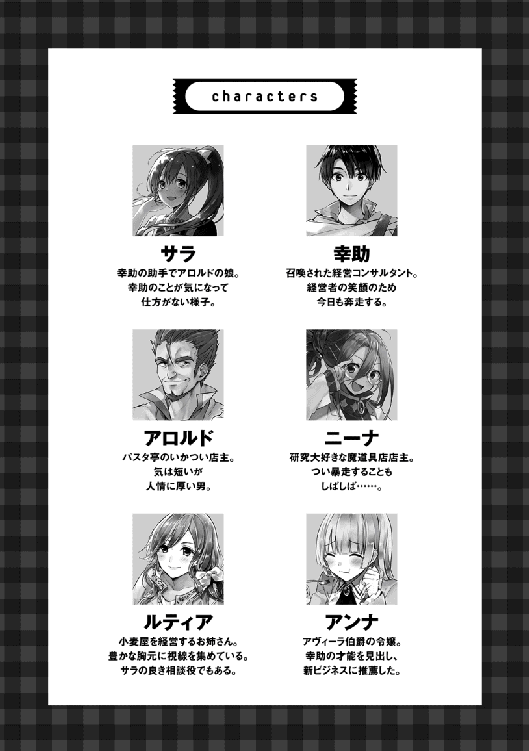 characters
幸助
召喚された経営コンサルタント。
経営者の笑顔のため
今日も奔走する。
サラ
幸助の助手でアロルドの娘。
幸助のことが気になって
仕方がない様子。
ニーナ
研究大好きな魔道具店店主。
つい暴走することも
しばしば……。
アロルド
パスタ亭のいかつい店主。
気は短いが
人情に厚い男。
アンナ
アヴィーラ伯爵の令嬢。
幸助の才能を見出し、
新ビジネスに推薦した。
ルティア
小麦屋を経営するお姉さん。
豊かな胸元に視線を集めている。
サラの良き相談役でもある。